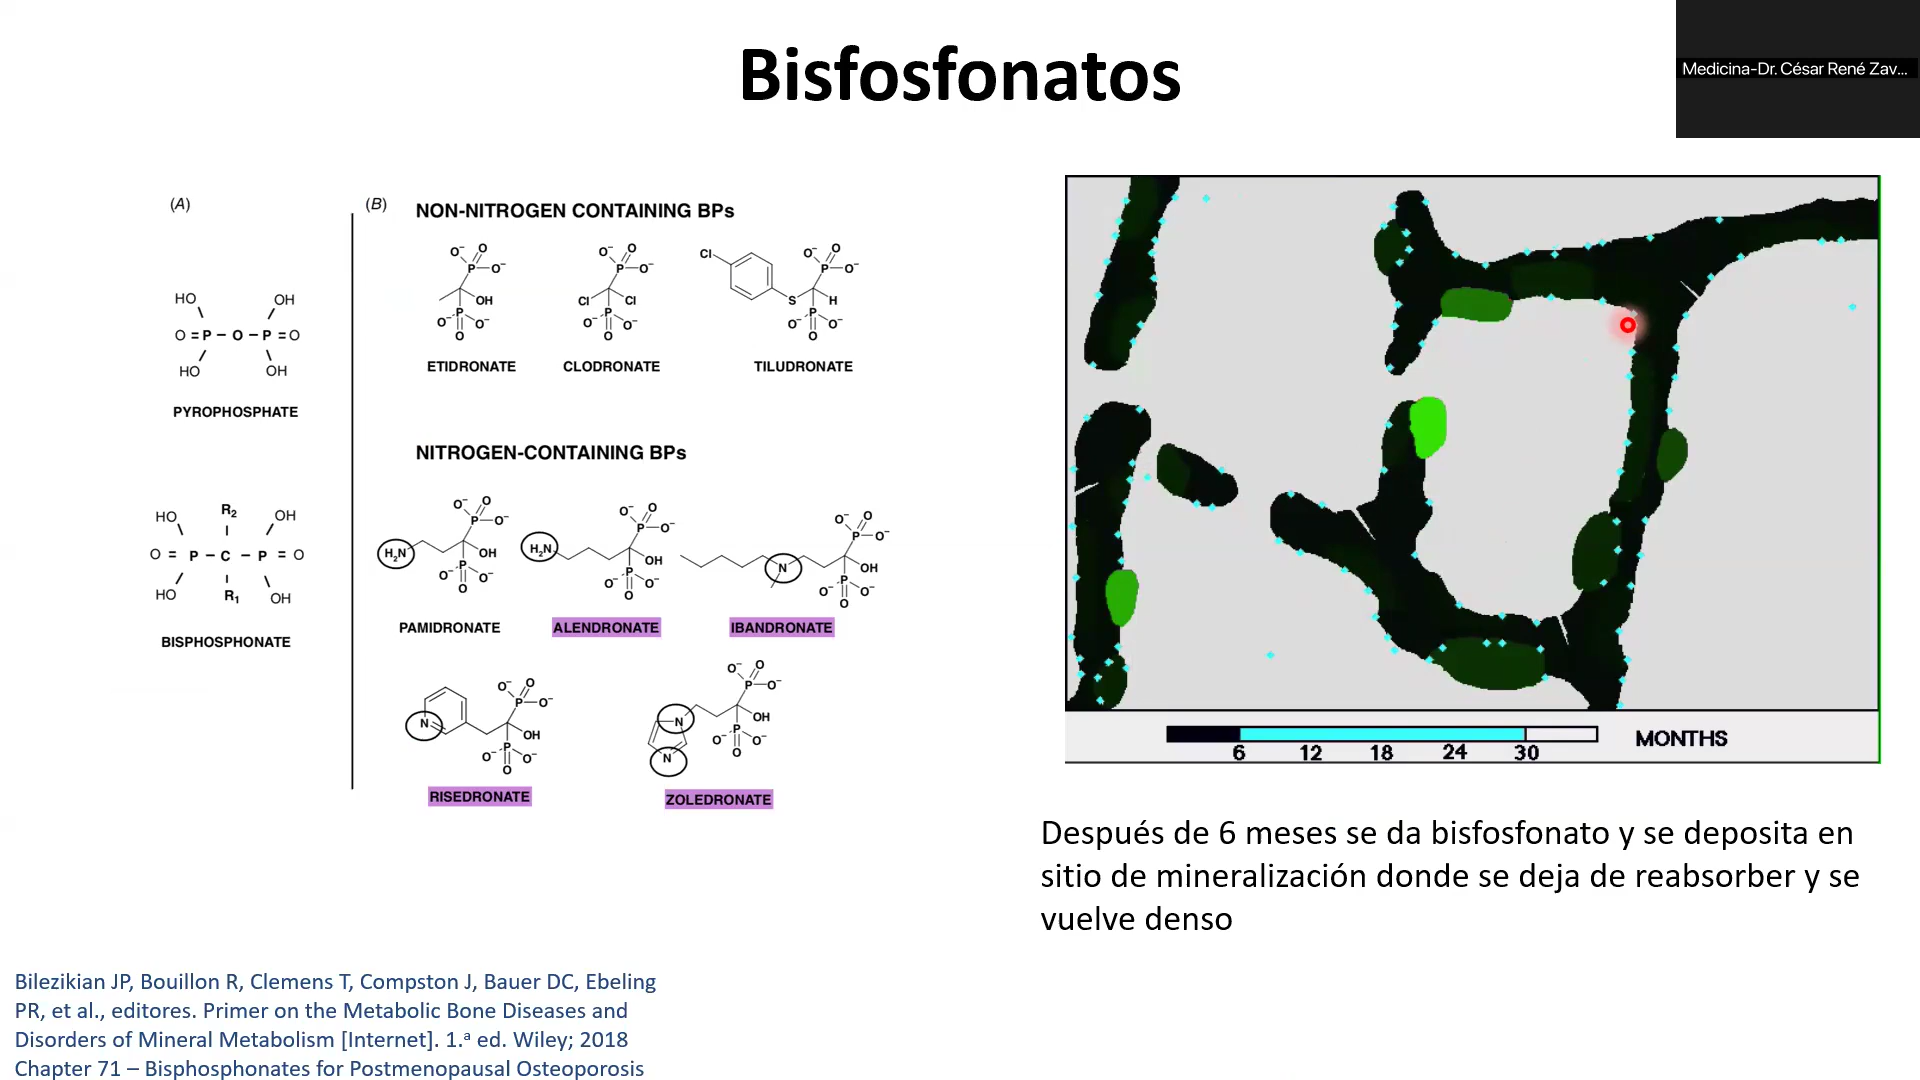 Bisfosfonatos
Medicina-Dr. César René Zav...
(A)
HO
OH
O = P - O - P = O
HO
OH
PYROPHOSPHATE
R₂
HO
OH
O = P - C - P = O
HO
R₁
OH
BISPHOSPHONATE
(B)
NON-NITROGEN CONTAINING BPs
O⁻ O
P-O⁻
OH
O⁻ P O⁻
O
ETIDRONATE
O⁻ O
P-O⁻
Cl Cl
O⁻ P O⁻
O
CLODRONATE
Cl
O⁻ O
P-O⁻
S H
O⁻ P O⁻
O
TILUDRONATE
NITROGEN-CONTAINING BPs
O⁻ O
P-O⁻
H₂N
OH
O⁻ P O⁻
O
PAMIDRONATE
O⁻ O
P-O⁻
H₂N
OH
O⁻ P O⁻
O
ALENDRONATE
O⁻ O
P-O⁻
N
OH
O⁻ P O⁻
O
IBANDRONATE
O⁻ O
P-O⁻
N
OH
O⁻ P O⁻
O
RISEDRONATE
O⁻ O
P-O⁻
N
OH
O⁻ P O⁻
N
O
ZOLEDRONATE
6 12 18 24 30
MONTHS
Después de 6 meses se da bisfosfonato y se deposita en
sitio de mineralización donde se deja de reabsorber y se
vuelve denso
Bilezikian JP, Bouillon R, Clemens T, Compston J, Bauer DC, Ebeling
PR, et al., editores. Primer on the Metabolic Bone Diseases and
Disorders of Mineral Metabolism [Internet]. 1.ª ed. Wiley; 2018
Chapter 71 – Bisphosphonates for Postmenopausal Osteoporosis